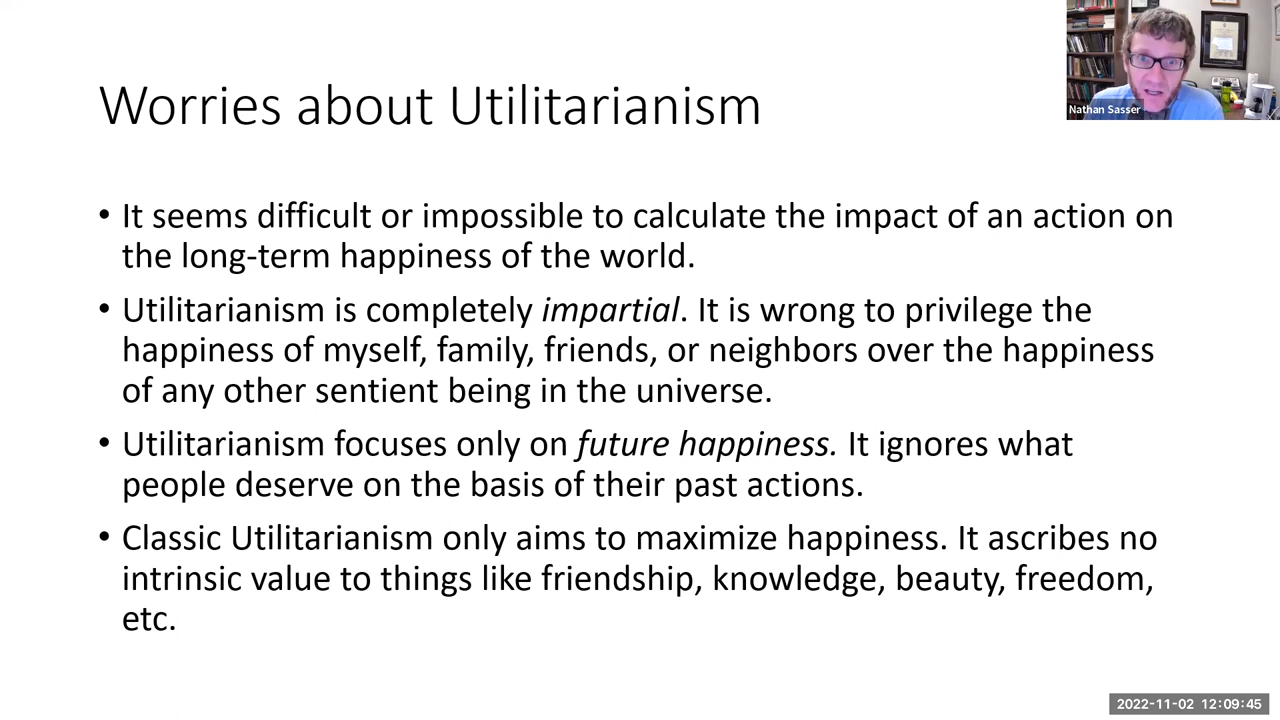 Worries about Utilitarianism
Nathan Sasser
• It seems difficult or impossible to calculate the impact of an action on
the long-term happiness of the world.
• Utilitarianism is completely impartial. It is wrong to privilege the
happiness of myself, family, friends, or neighbors over the happiness
of any other sentient being in the universe.
• Utilitarianism focuses only on future happiness. It ignores what
people deserve on the basis of their past actions.
• Classic Utilitarianism only aims to maximize happiness. It ascribes no
intrinsic value to things like friendship, knowledge, beauty, freedom,
etc.
2022-11-02 12:09:45